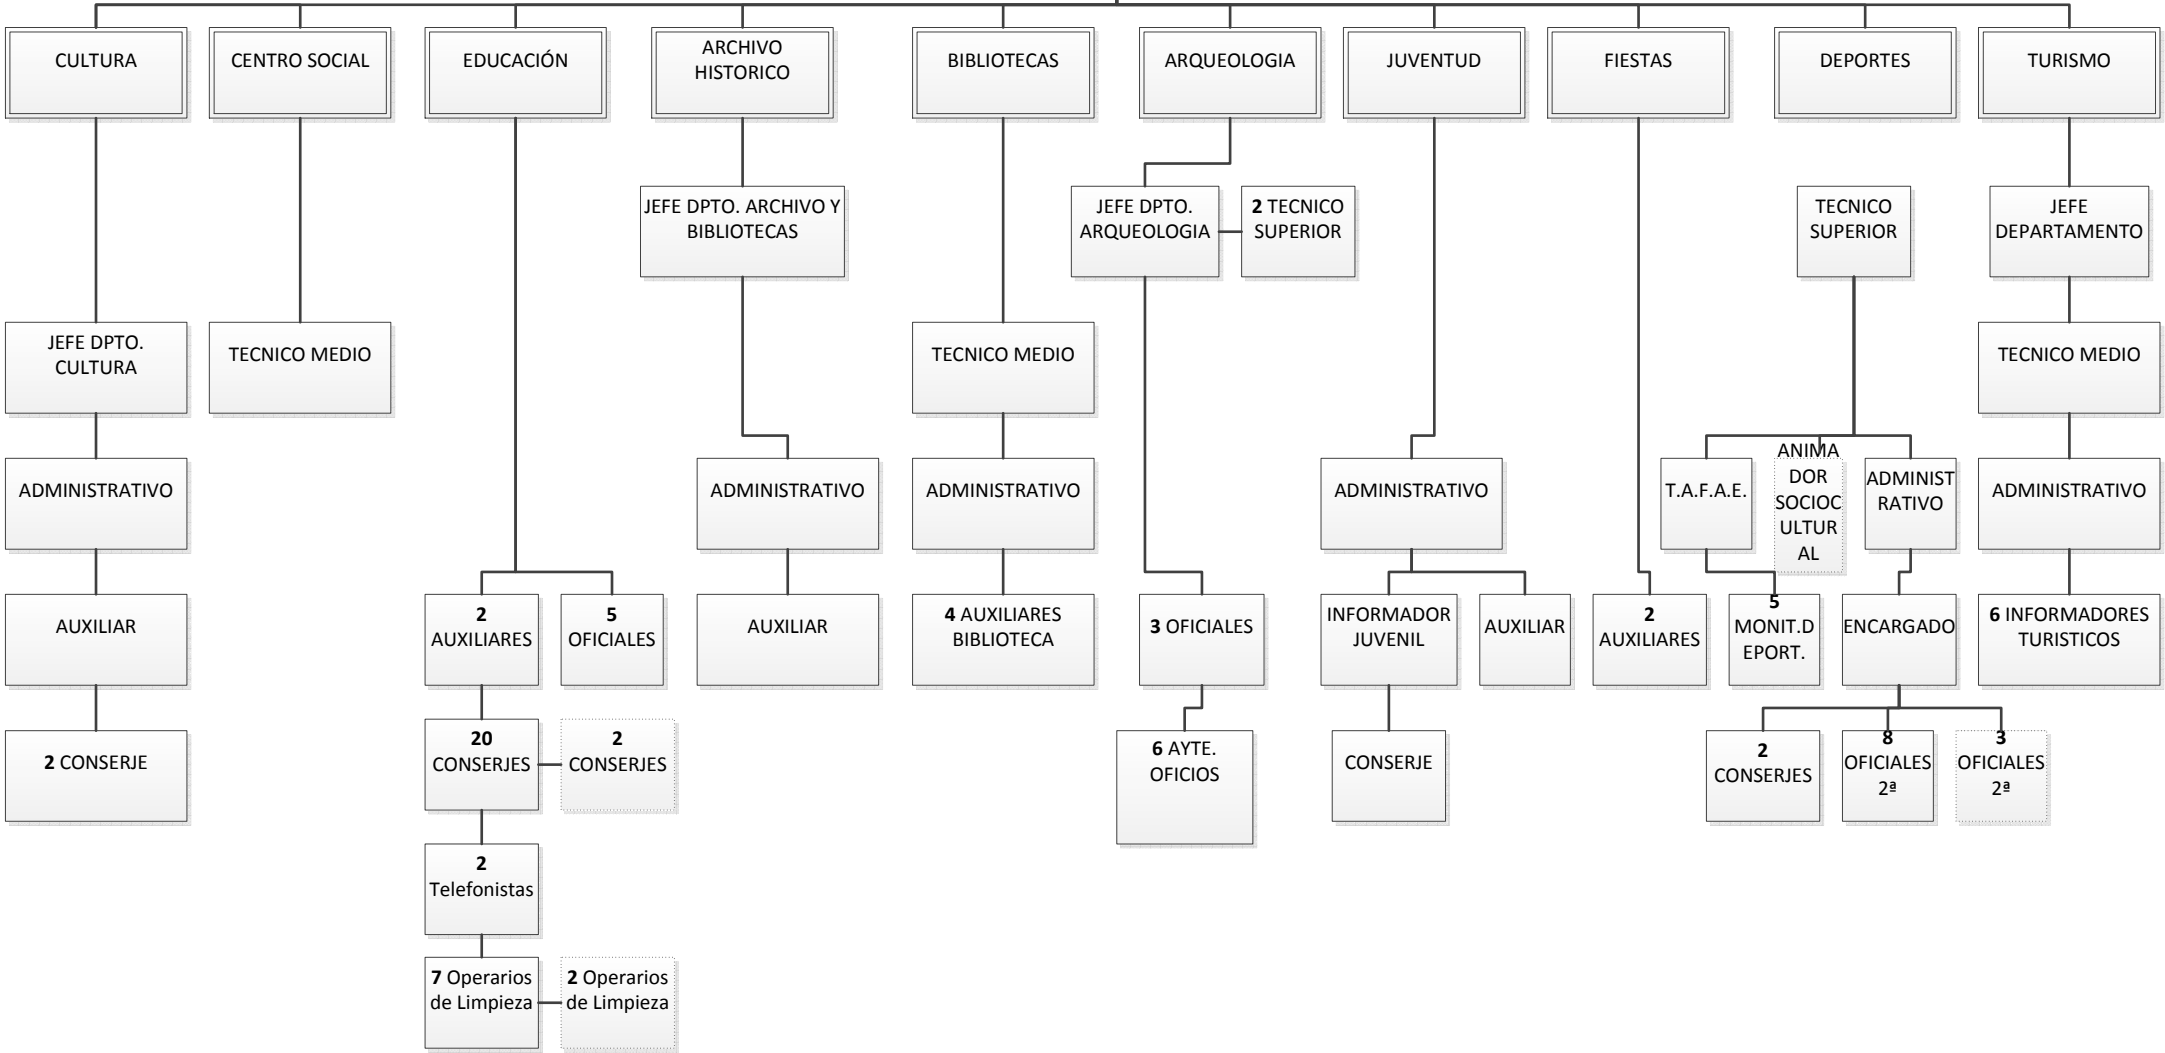 CULTURA
CENTRO SOCIAL
EDUCACIÓN
ARCHIVO
HISTORICO
BIBLIOTECAS
ARQUEOLOGIA
JUVENTUD
FIESTAS
DEPORTES
TURISMO
JEFE DPTO. ARCHIVO Y
BIBLIOTECAS
JEFE DPTO.
ARQUEOLOGIA
2 TECNICO
SUPERIOR
TECNICO
SUPERIOR
JEFE
DEPARTAMENTO
JEFE DPTO.
CULTURA
TECNICO MEDIO
TECNICO MEDIO
TECNICO MEDIO
ADMINISTRATIVO
ADMINISTRATIVO
ADMINISTRATIVO
ADMINISTRATIVO
T.A.F.A.E.
ANIMA
DOR
SOCIOC
ULTUR
AL
ADMINIST
RATIVO
ADMINISTRATIVO
AUXILIAR
2
AUXILIARES
5
OFICIALES
AUXILIAR
4 AUXILIARES
BIBLIOTECA
3 OFICIALES
INFORMADOR
JUVENIL
AUXILIAR
2
AUXILIARES
5
MONIT.D
EPORT.
ENCARGADO
6 INFORMADORES
TURISTICOS
2 CONSERJE
20
CONSERJES
2
CONSERJES
6 AYTE.
OFICIOS
CONSERJE
2
CONSERJES
8
OFICIALES
2ª
3
OFICIALES
2ª
2
Telefonistas
7 Operarios
de Limpieza
2 Operarios
de Limpieza